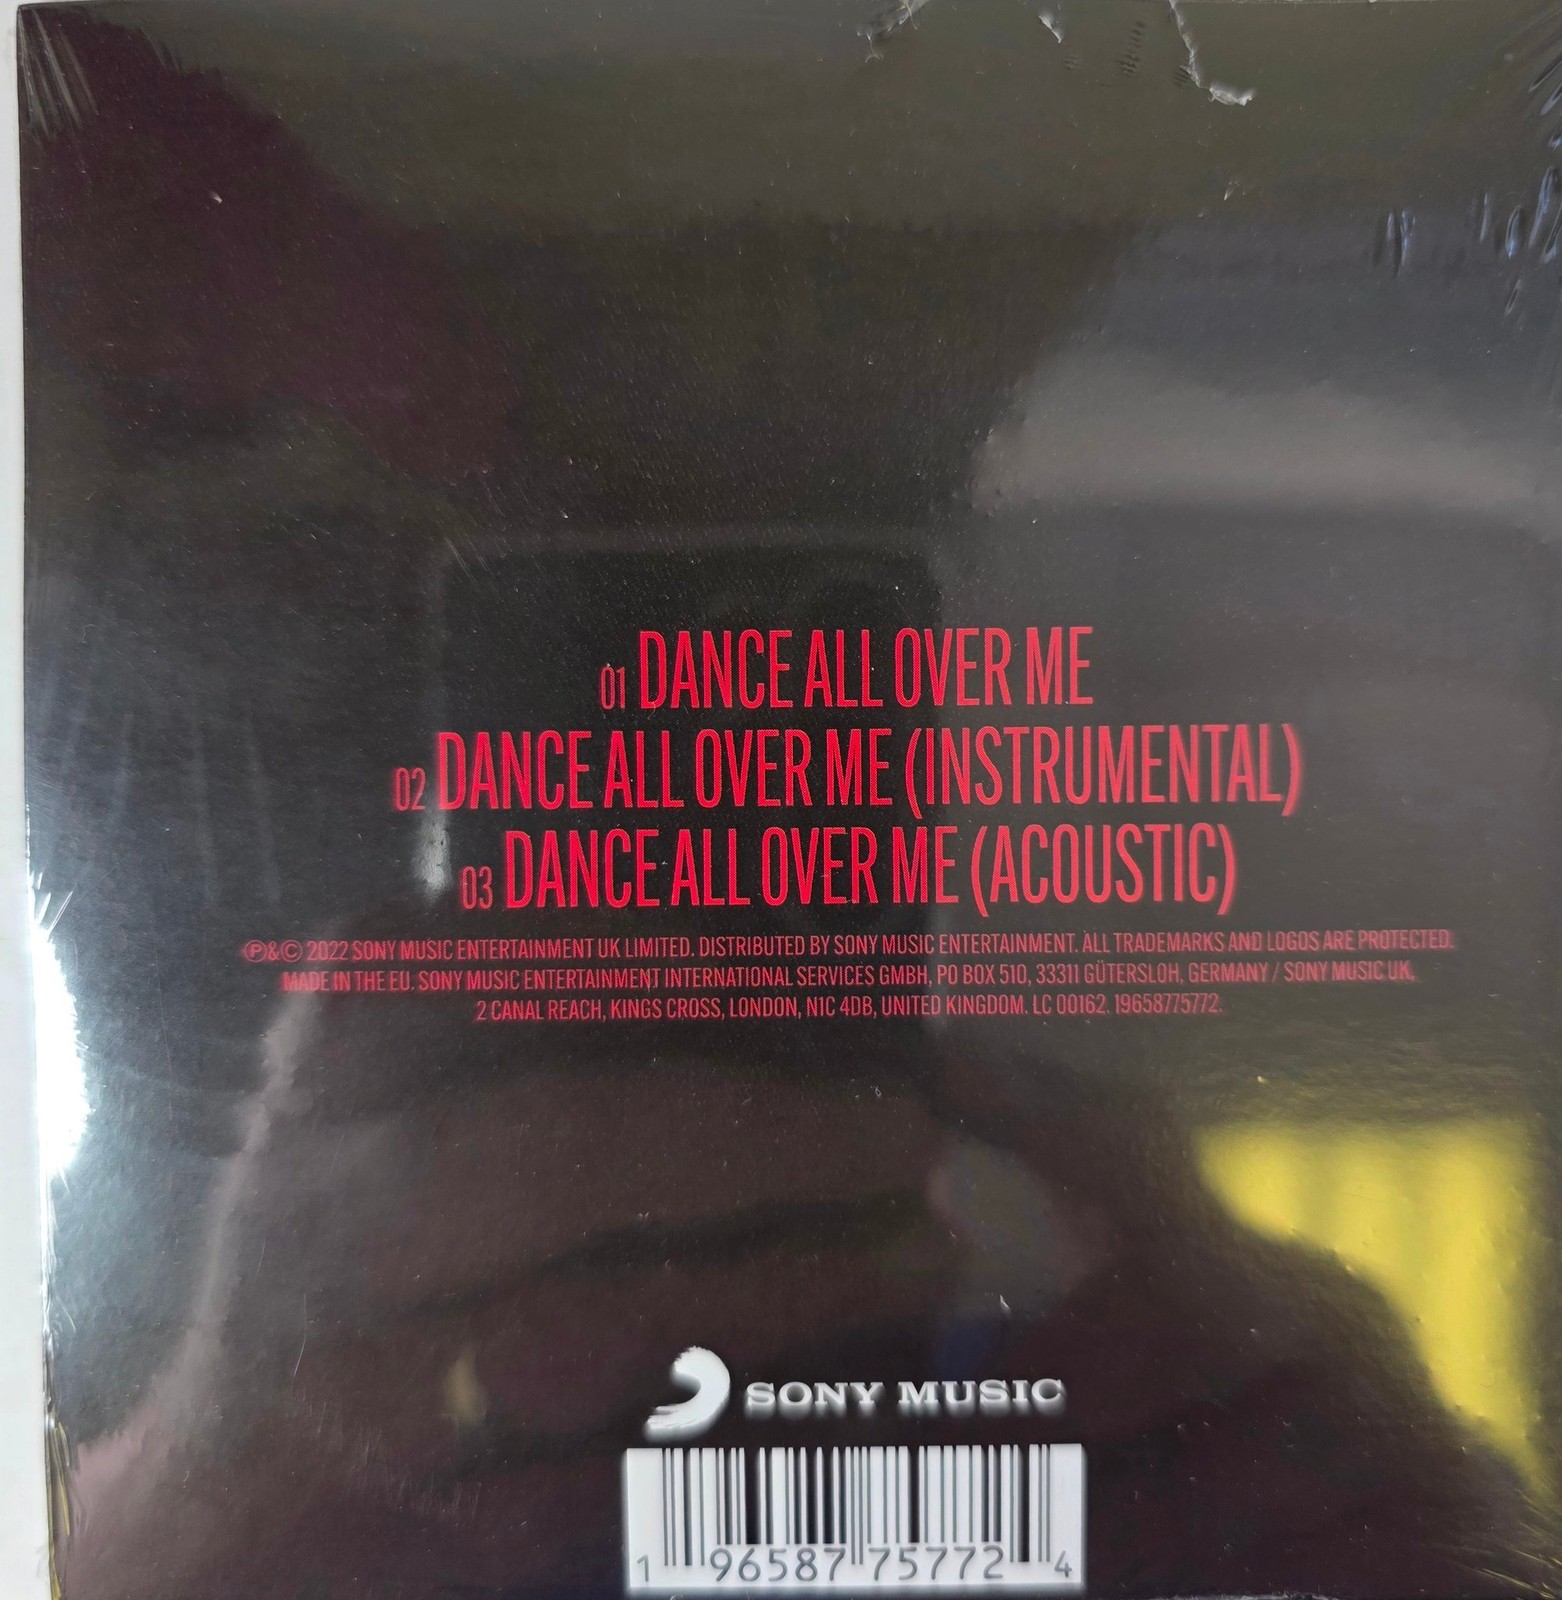 01 DANCE ALL OVER ME
02 DANCE ALL OVER ME (INSTRUMENTAL)
03 DANCE ALL OVER ME (ACOUSTIC)
℗&© 2022 SONY MUSIC ENTERTAINMENT UK LIMITED. DISTRIBUTED BY SONY MUSIC ENTERTAINMENT. ALL TRADEMARKS AND LOGOS ARE PROTECTED.
MADE IN THE EU. SONY MUSIC ENTERTAINMENT INTERNATIONAL SERVICES GMBH, PO BOX 510, 33311 GÜTERSLOH, GERMANY / SONY MUSIC UK,
2 CANAL REACH, KINGS CROSS, LONDON, N1C 4DB, UNITED KINGDOM. LC 00162. 19658775772.
SONY MUSIC
1 96587 75772 4